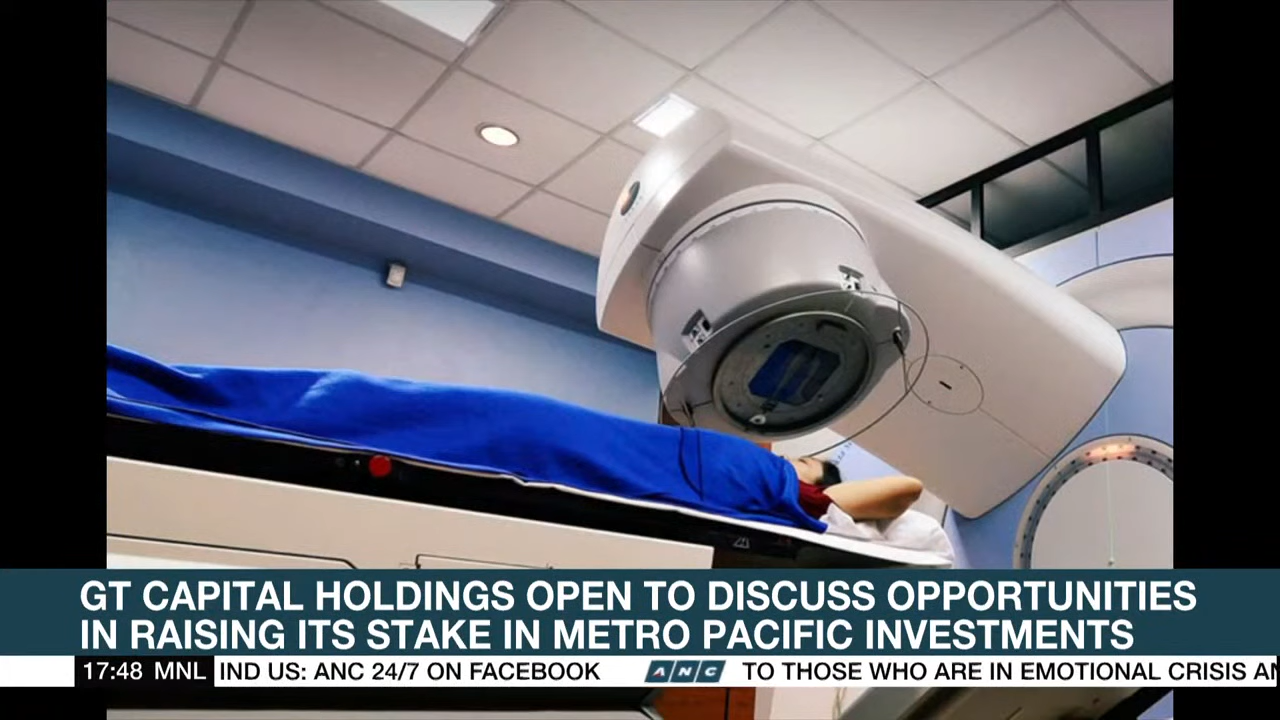 GT CAPITAL HOLDINGS OPEN TO DISCUSS OPPORTUNITIES
IN RAISING ITS STAKE IN METRO PACIFIC INVESTMENTS
17:48 MNL IND US: ANC 24/7 ON FACEBOOK ANC TO THOSE WHO ARE IN EMOTIONAL CRISIS AN